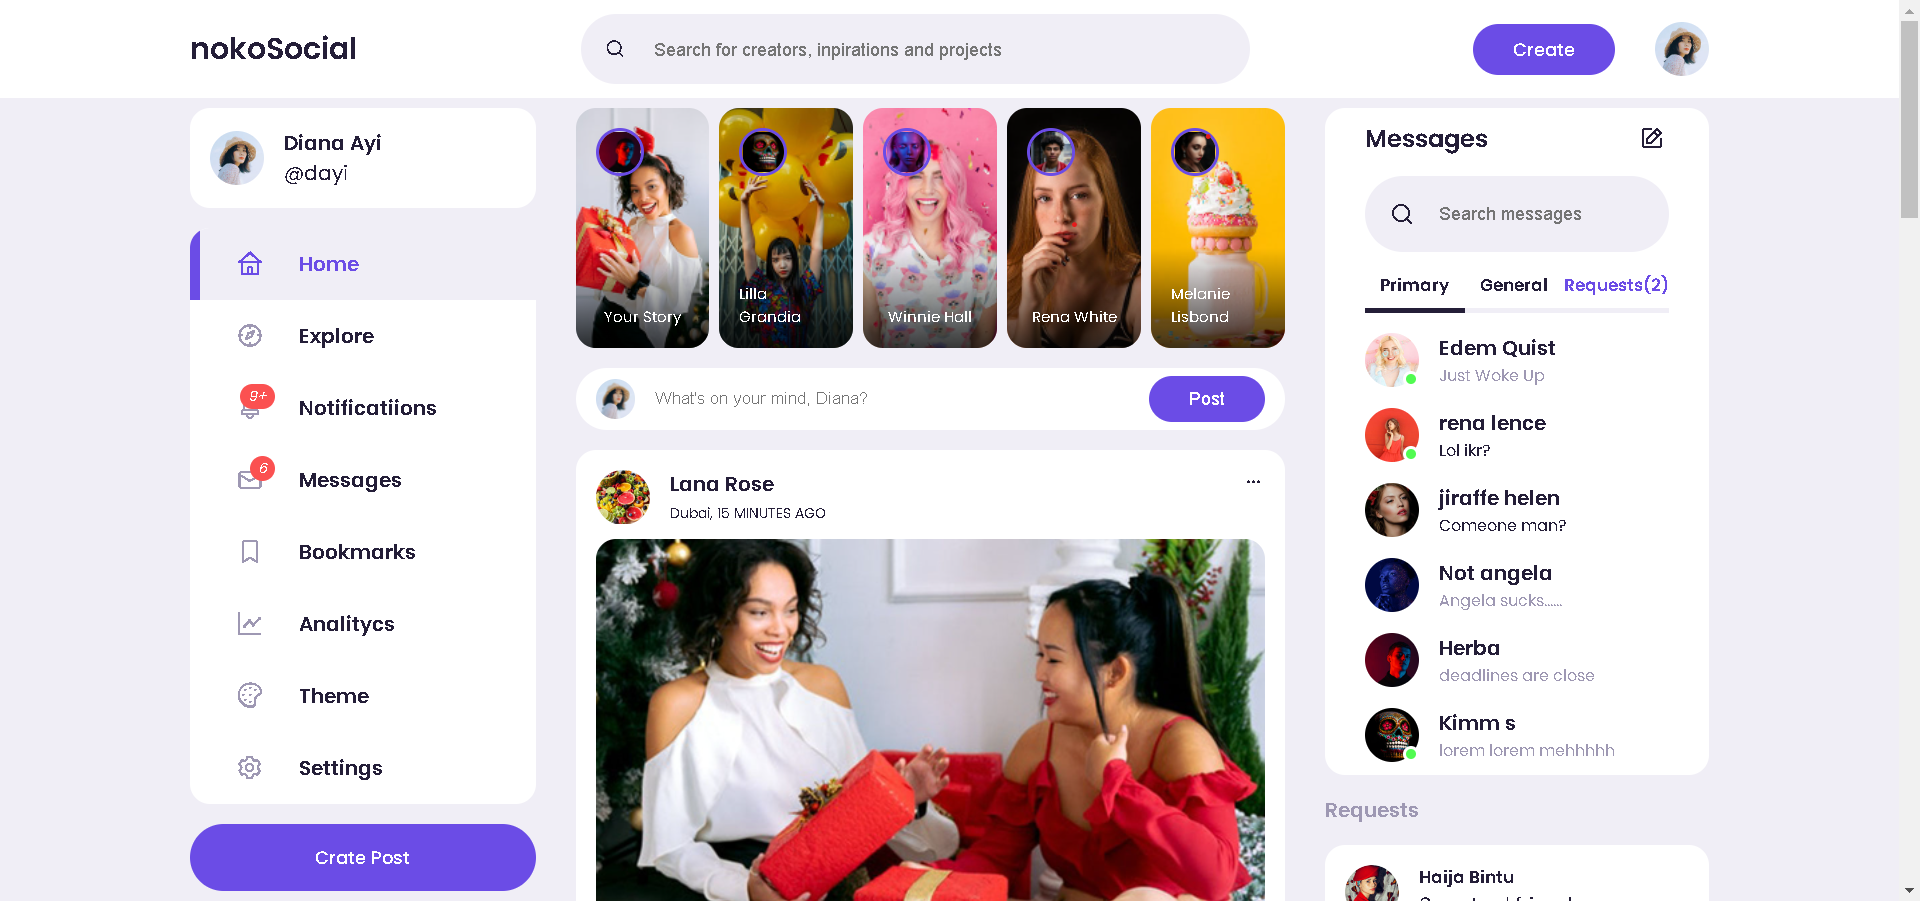 nokoSocial
Search for creators, inpirations and projects
Create
Diana Ayi
@dayi
Home
Explore
9+
Notificatiions
6
Messages
Bookmarks
Analitycs
Theme
Settings
Crate Post
Your Story
Lilla
Grandia
Winnie Hall
Rena White
Melanie
Lisbond
What's on your mind, Diana?
Post
Lana Rose
Dubai, 15 MINUTES AGO
Messages
Search messages
Primary
General
Requests(2)
Edem Quist
Just Woke Up
rena lence
Lol ikr?
jiraffe helen
Comeone man?
Not angela
Angela sucks......
Herba
deadlines are close
Kimm s
lorem lorem mehhhhh
Requests
Haija Bintu